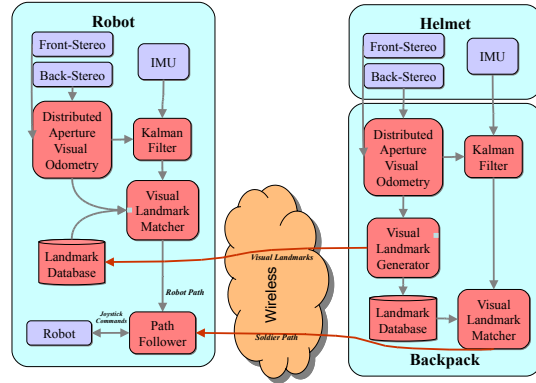 Robot
Front-Stereo
Back-Stereo
IMU
Distributed
Aperture
Visual
Odometry
Kalman
Filter
Visual
Landmark
Matcher
Landmark
Database
Robot Path
Joystick
Commands
Robot
Path
Follower
Wireless
Visual Landmarks
Soldier Path
Helmet
Front-Stereo
Back-Stereo
IMU
Distributed
Aperture
Visual
Odometry
Kalman
Filter
Visual
Landmark
Generator
Landmark
Database
Visual
Landmark
Matcher
Backpack